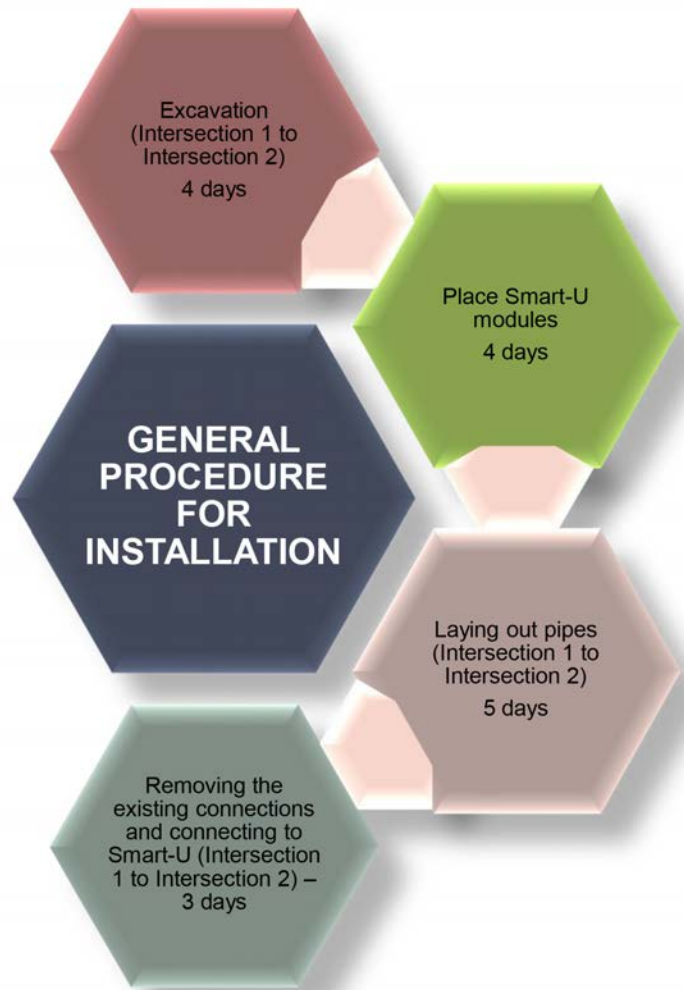 Excavation
(Intersection 1 to
Intersection 2)
4 days
Place Smart-U
modules
4 days
GENERAL
PROCEDURE
FOR
INSTALLATION
Laying out pipes
(Intersection 1 to
Intersection 2)
5 days
Removing the
existing connections
and connecting to
Smart-U (Intersection
1 to Intersection 2) –
3 days